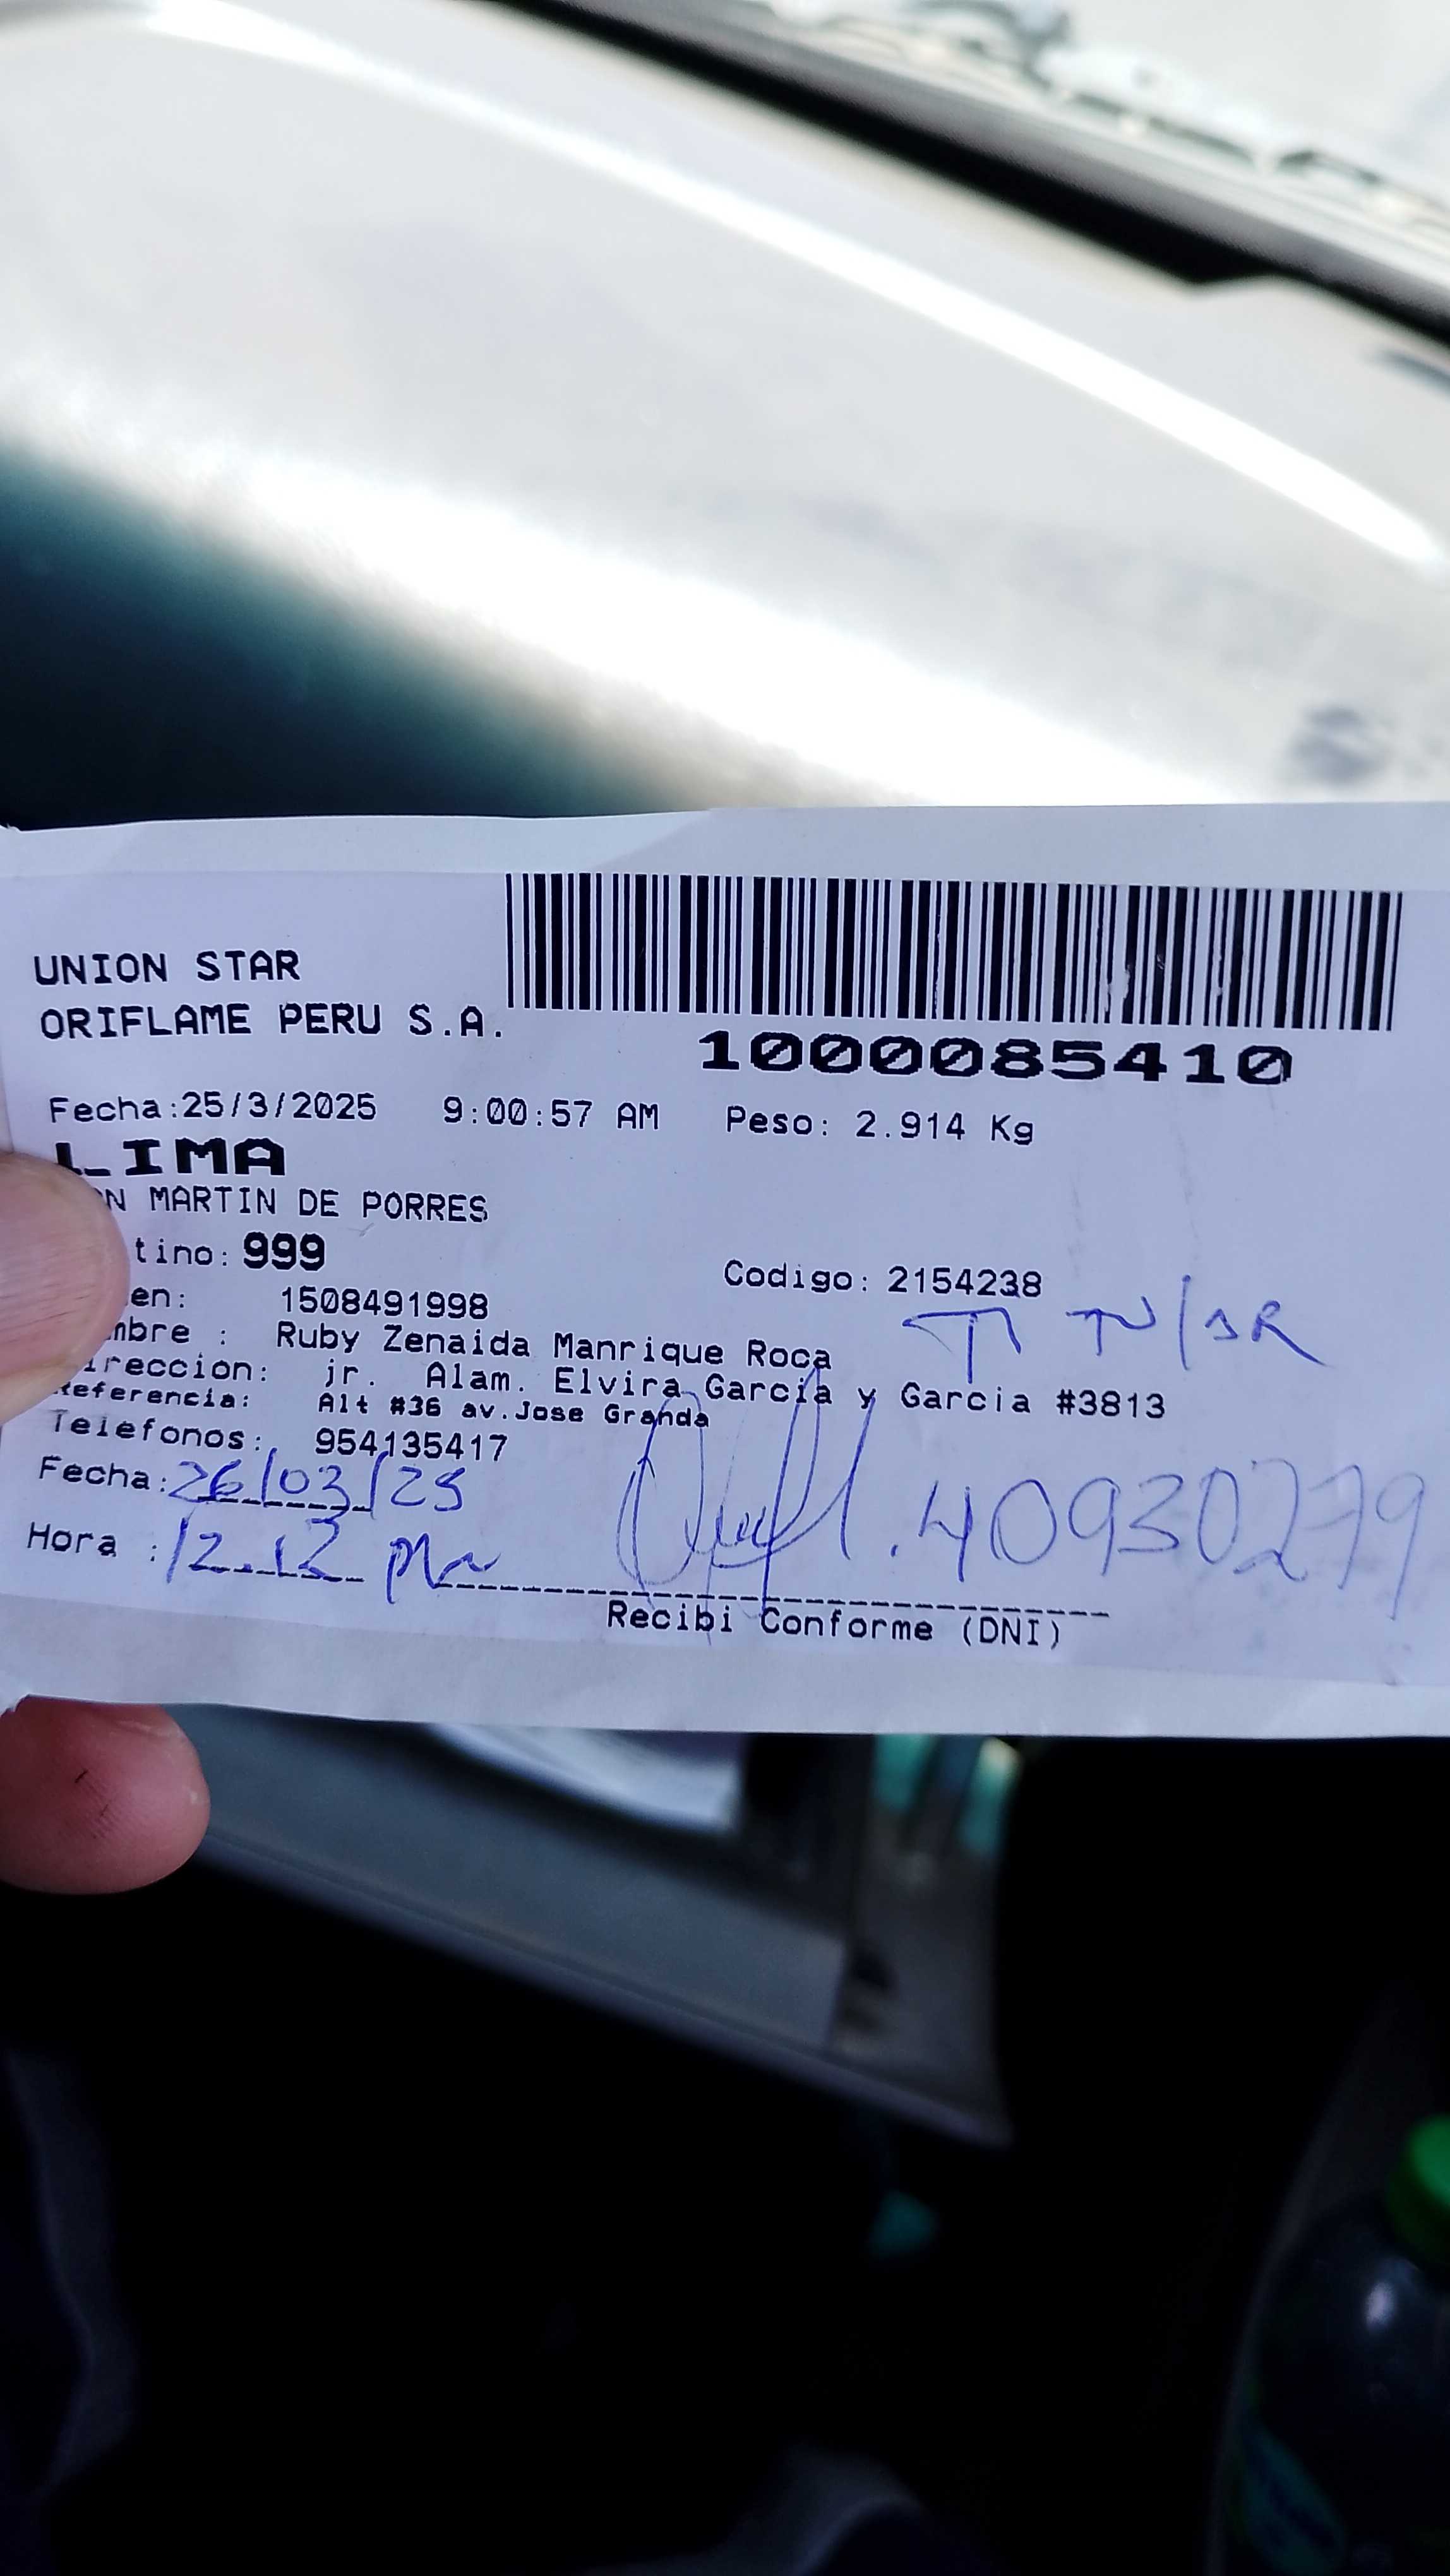 UNION STAR
ORIFLAME PERU S.A.
1000085410
Fecha:25/3/2025 9:00:57 AM Peso: 2.914 Kg
LIMA
N MARTIN DE PORRES
tino: 999
Codigo: 2154238
en: 1508491998
mbre : Ruby Zenaida Manrique Roca
ireccion: jr. Alam. Elvira Garcia y Garcia #3813
Referencia: Alt #36 av.Jose Granda
Telefonos: 954135417
Fecha: 26/03/25
Hora : 12.12 pm
40930279
Recibi Conforme (DNI)